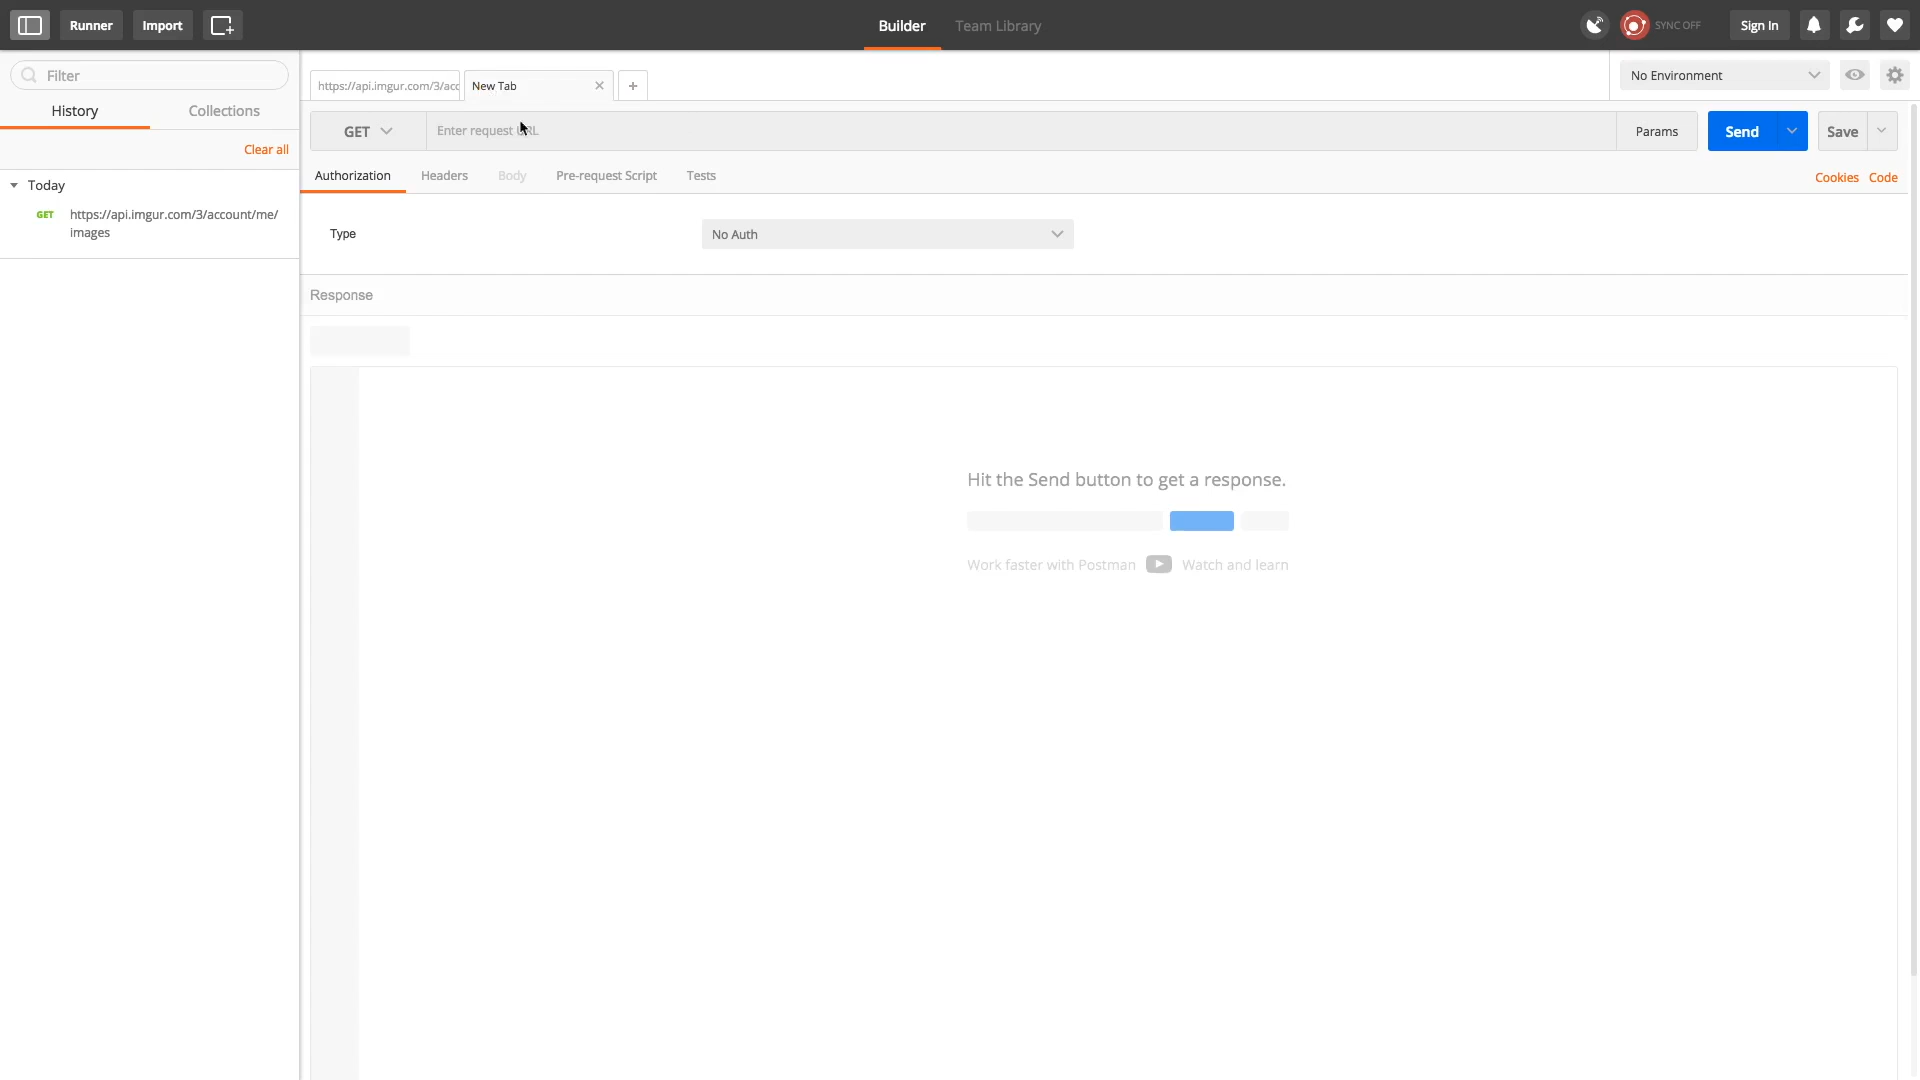 Runner
Import
Builder
Team Library
SYNC OFF
Sign In
Filter
History
Collections
Clear all
Today
GET
https://api.imgur.com/3/account/me/
images
https://api.imgur.com/3/acc
New Tab
No Environment
GET
Enter request URL
Params
Send
Save
Authorization
Headers
Body
Pre-request Script
Tests
Cookies
Code
Type
No Auth
Response
Hit the Send button to get a response.
Work faster with Postman
Watch and learn